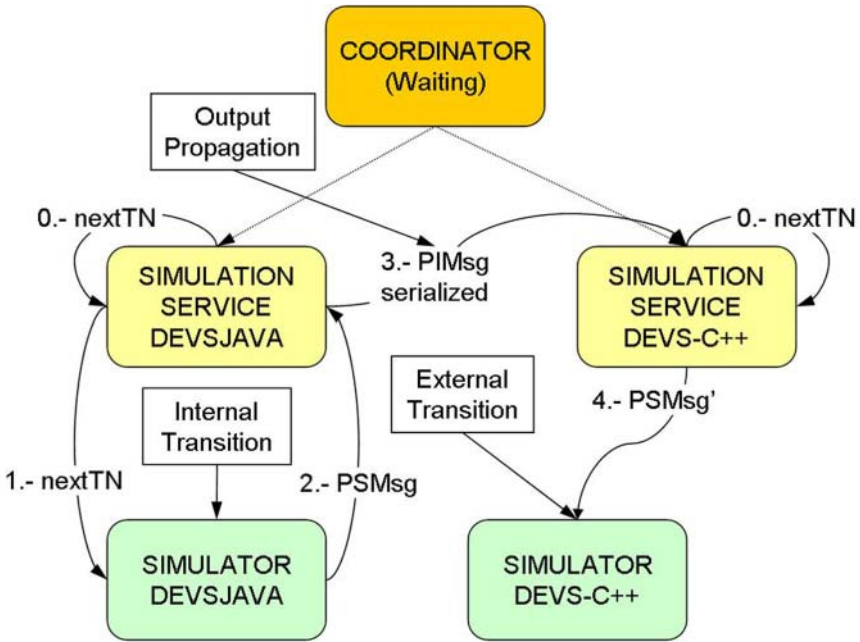 COORDINATOR
(Waiting)
Output
Propagation
0.- nextTN
0.- nextTN
3.- PIMsg
serialized
SIMULATION
SERVICE
DEVSJAVA
SIMULATION
SERVICE
DEVS-C++
External
Transition
4.- PSMsg’
Internal
Transition
1.- nextTN
2.- PSMsg
SIMULATOR
DEVSJAVA
SIMULATOR
DEVS-C++